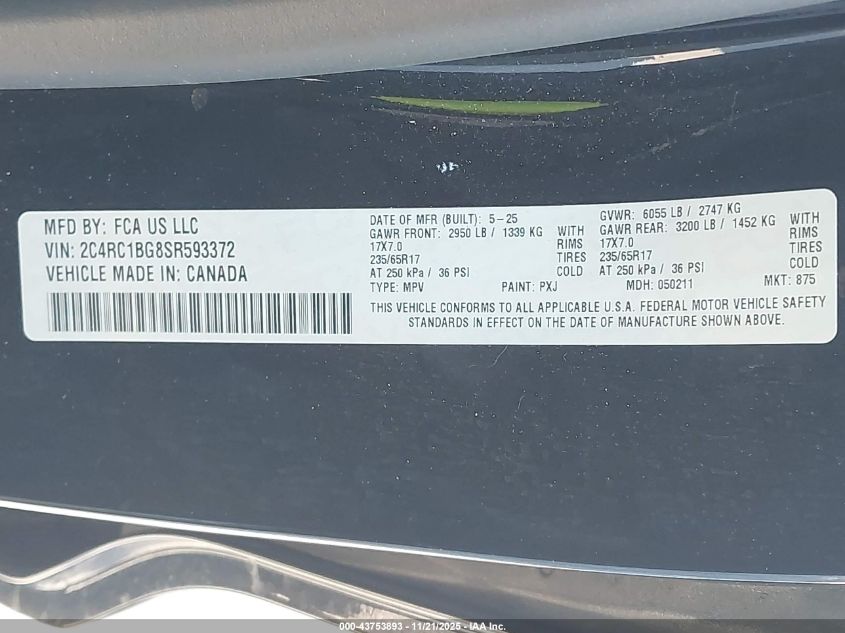 MFD BY: FCA US LLC
VIN: 2C4RC1BG8SR593372
VEHICLE MADE IN: CANADA
DATE OF MFR (BUILT): 5-25
GAWR FRONT: 2950 LB / 1339 KG WITH
17X7.0 RIMS
235/65R17 TIRES
AT 250 kPa / 36 PSI COLD
TYPE: MPV PAINT: PXJ
GVWR: 6055 LB / 2747 KG
GAWR REAR: 3200 LB / 1452 KG WITH
17X7.0 RIMS
235/65R17 TIRES
AT 250 kPa / 36 PSI COLD
MDH: 050211 MKT: 875
THIS VEHICLE CONFORMS TO ALL APPLICABLE U.S.A. FEDERAL MOTOR VEHICLE SAFETY
STANDARDS IN EFFECT ON THE DATE OF MANUFACTURE SHOWN ABOVE.
000-43753893 - 11/21/2025 - IAA Inc.